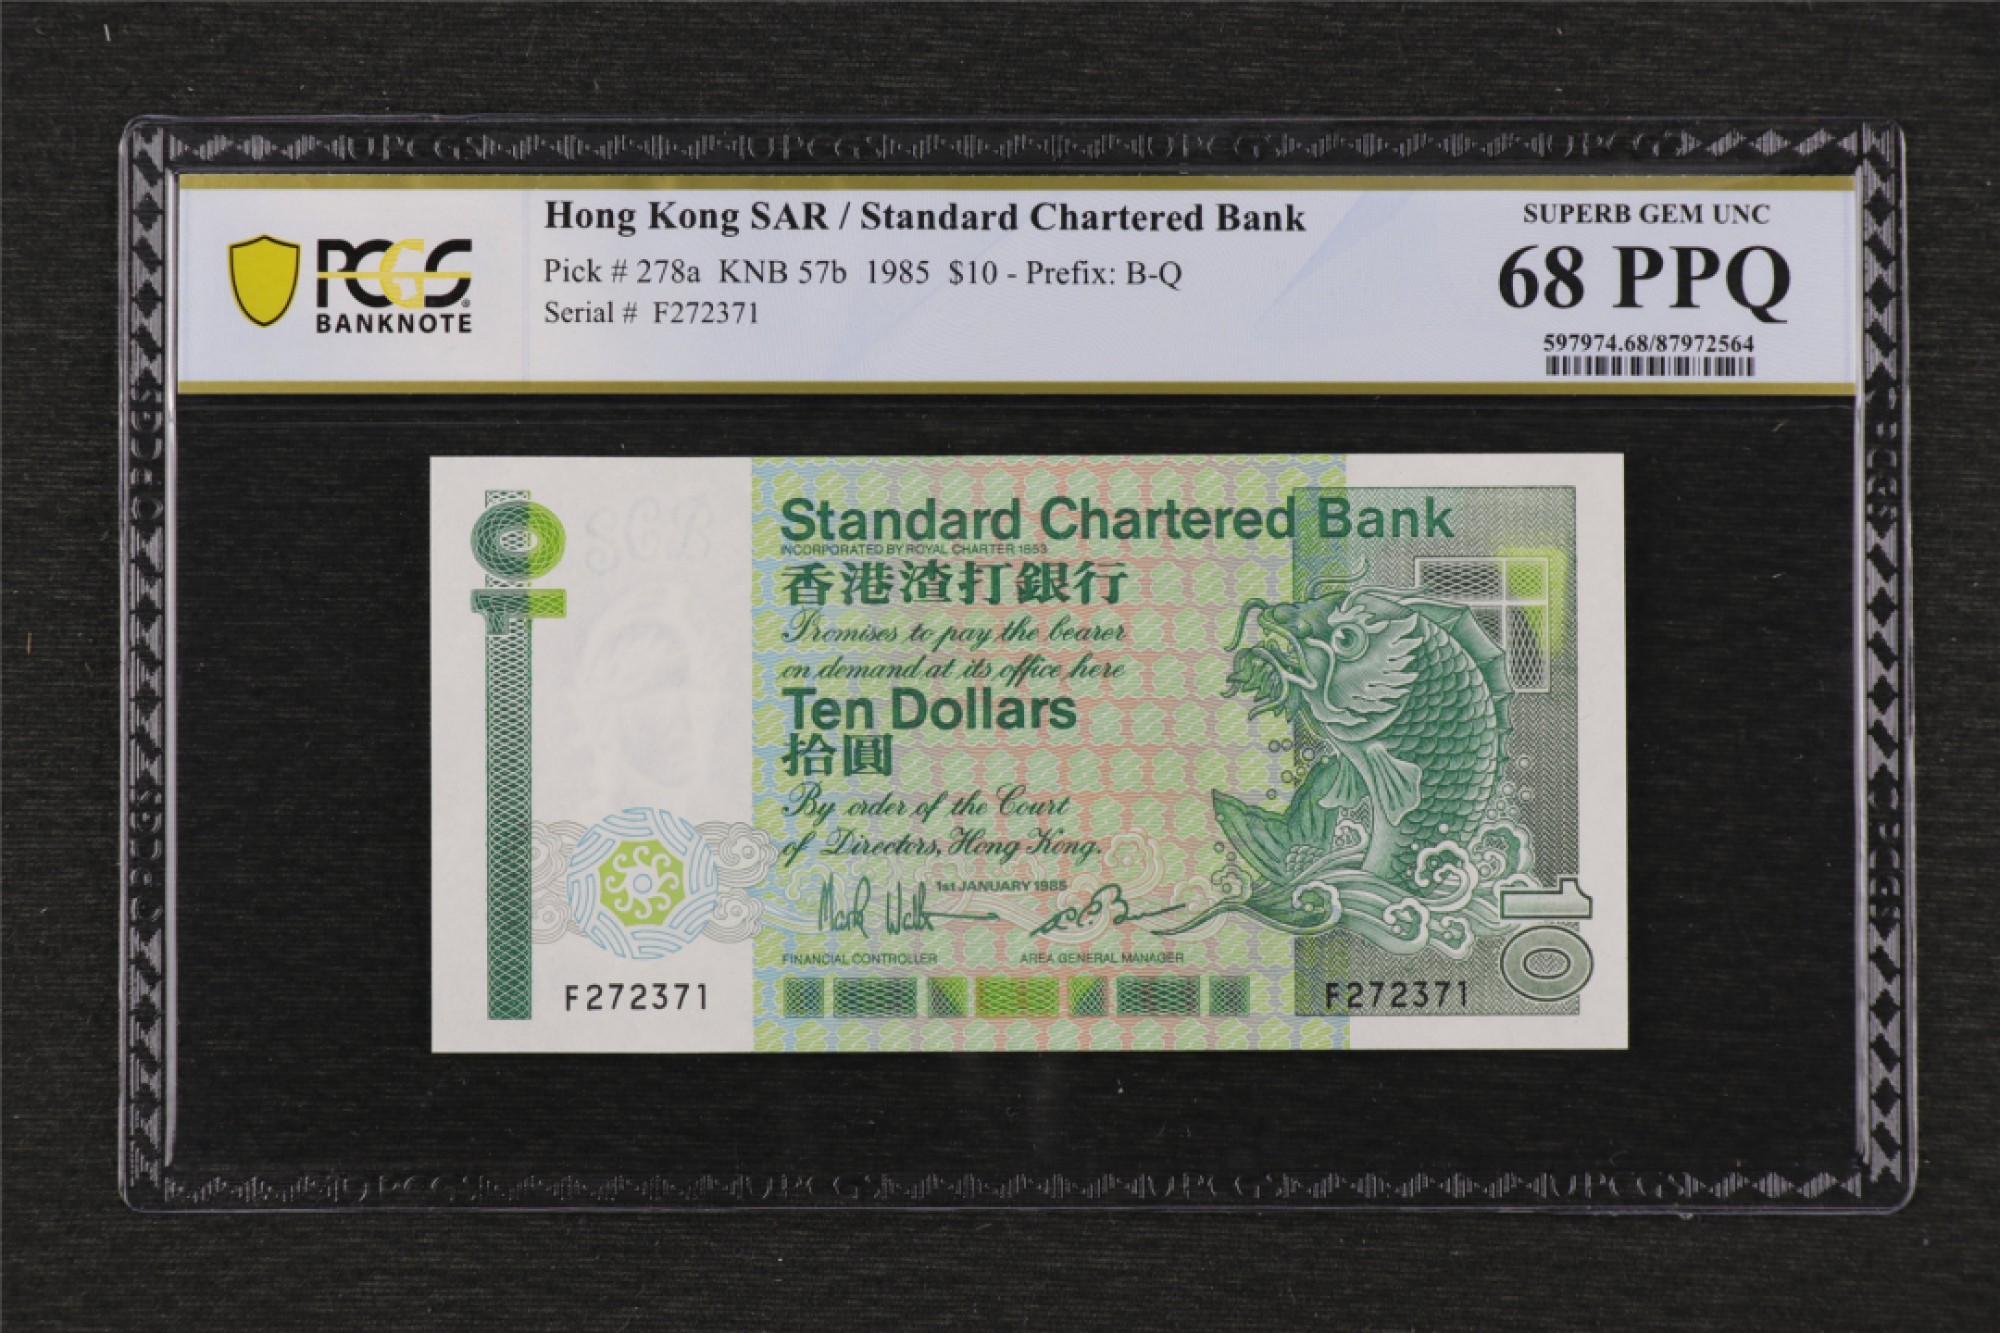 PCGS
BANKNOTE
Hong Kong SAR / Standard Chartered Bank
Pick # 278a KNB 57b 1985 $10 - Prefix: B-Q
Serial # F272371
SUPERB GEM UNC
68 PPQ
597974.68/87972564
10
SCB
Standard Chartered Bank
INCORPORATED BY ROYAL CHARTER 1853
香港渣打銀行
Promises to pay the bearer
on demand at its office here
Ten Dollars
拾圓
By order of the Court
of Directors, Hong Kong.
1st JANUARY 1985
FINANCIAL CONTROLLER AREA GENERAL MANAGER
F272371 F272371
10